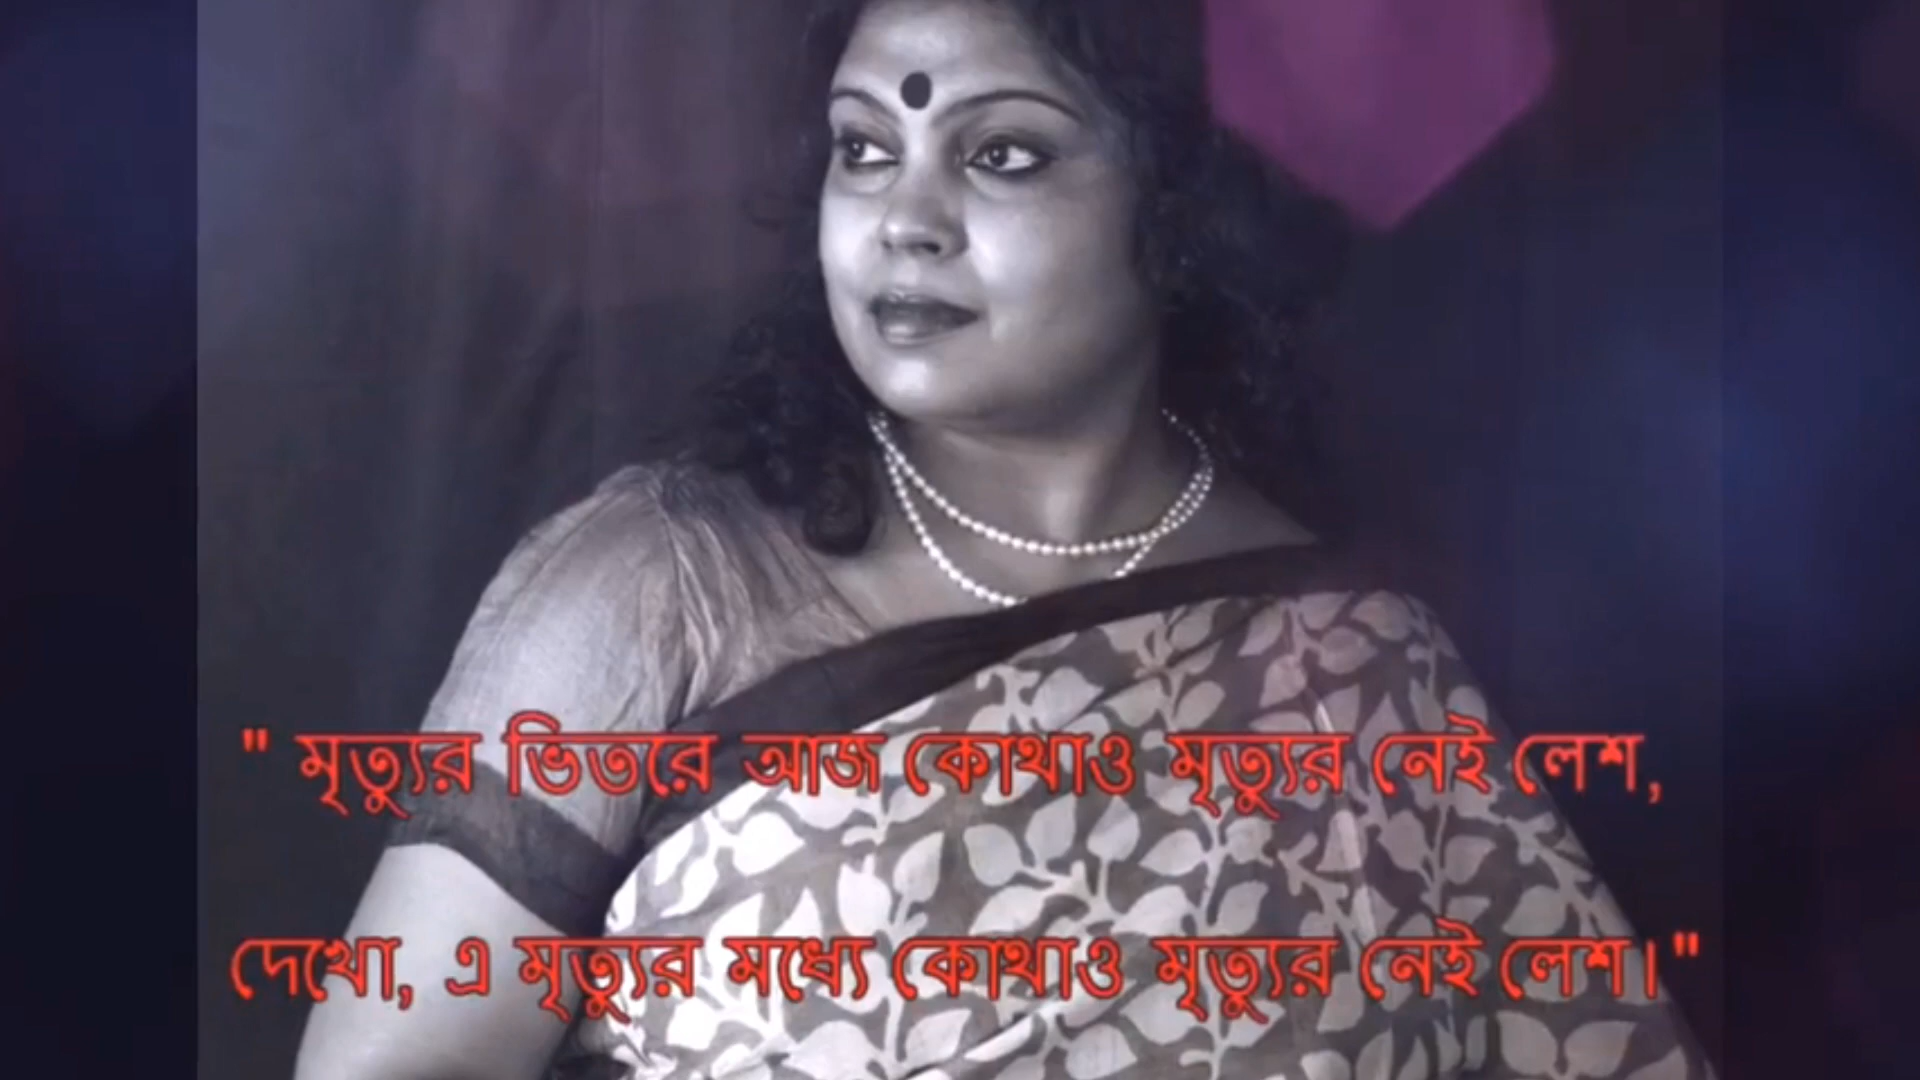 " মৃত্যুর ভিতরে আজ কোথাও মৃত্যুর নেই লেশ,
দেখো, এ মৃত্যুর মধ্যে কোথাও মৃত্যুর নেই লেশ।"